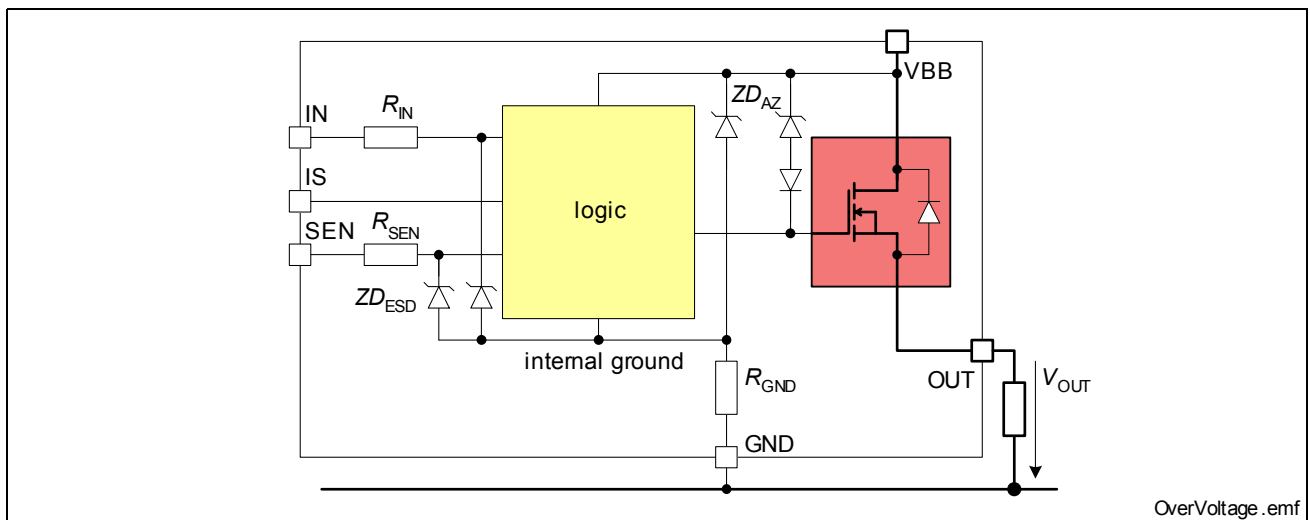 VBB
ZD_AZ
IN
R_IN
IS
logic
SEN
R_SEN
ZD_ESD
internal ground
OUT
R_GND
V_OUT
GND
OverVoltage.emf